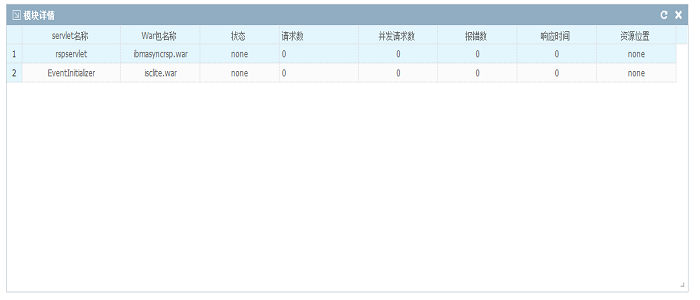 模块详情
servlet名称 War包名称 状态 请求数 并发请求数 报错数 响应时间 资源位置
1 rspservlet ibmasyncrsp.war none 0 0 0 0 none
2 EventInitializer isclite.war none 0 0 0 0 none